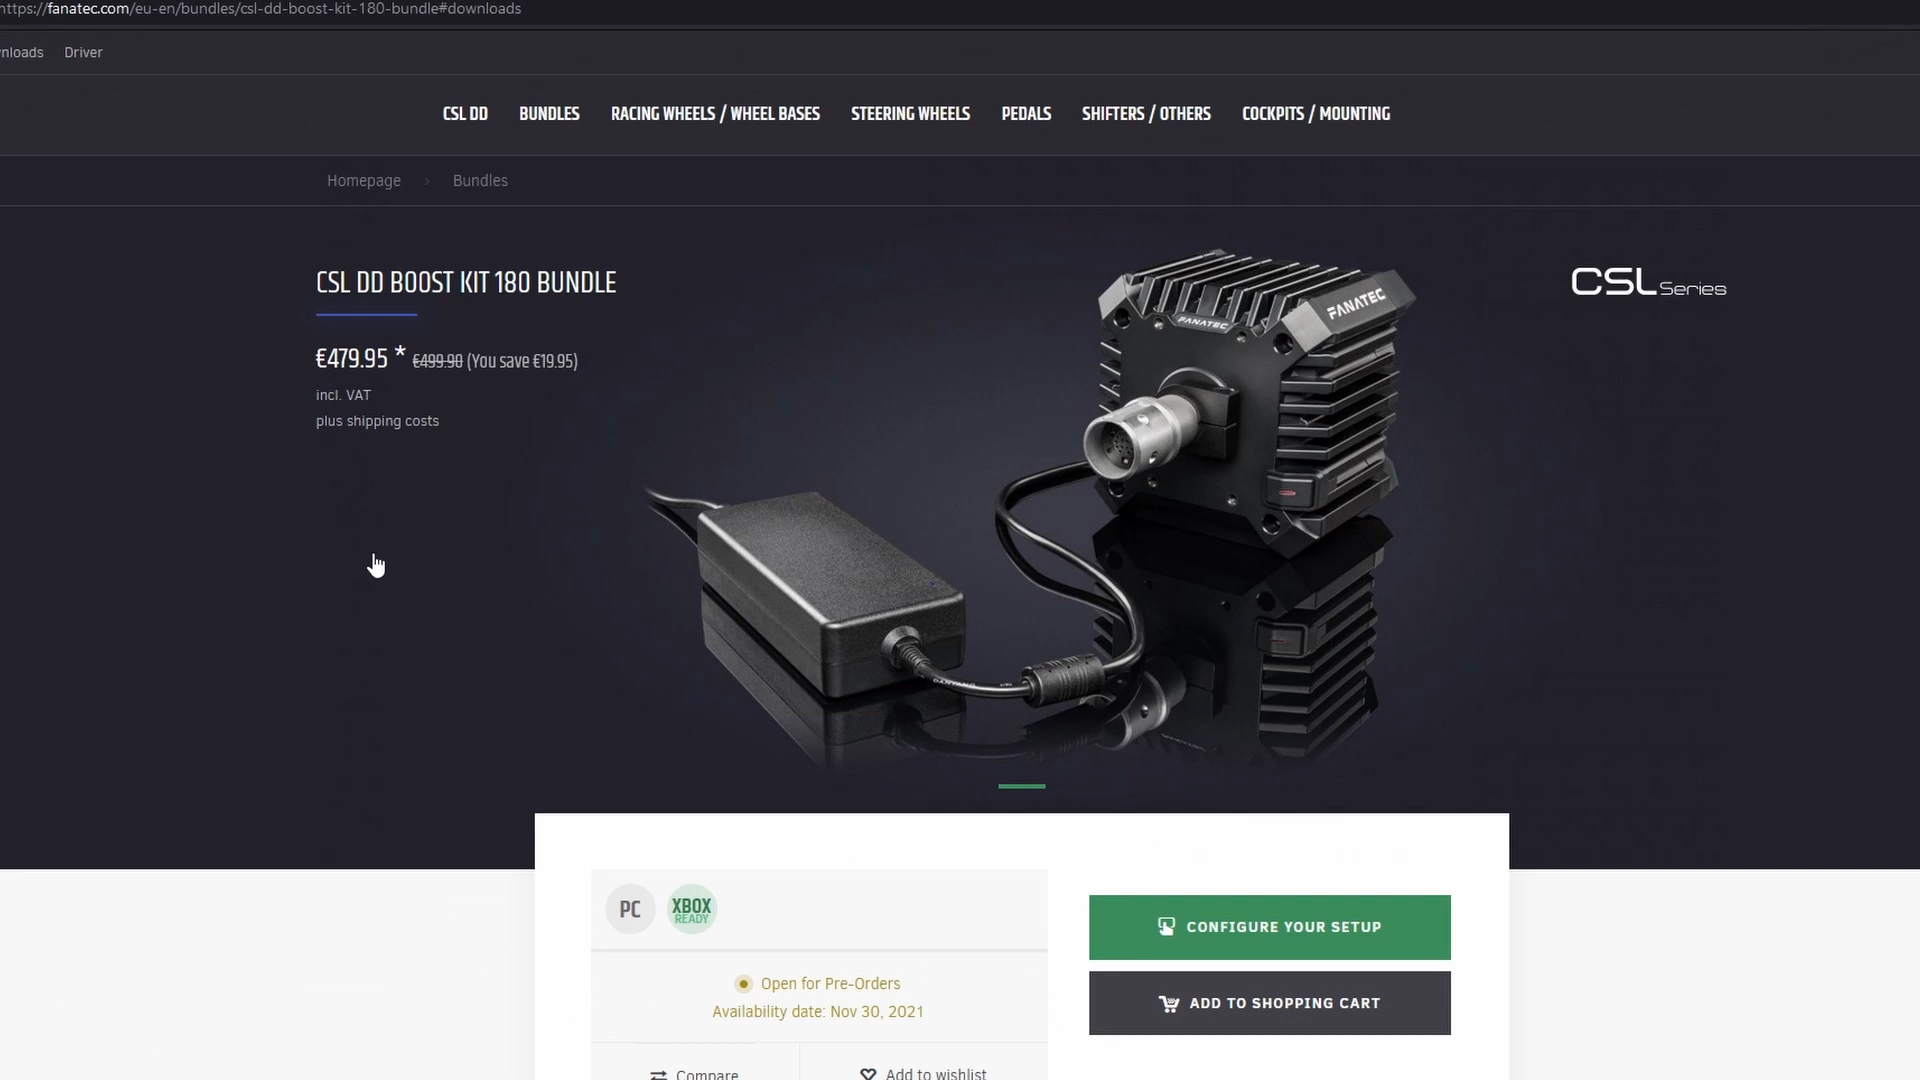 https://fanatec.com/eu-en/bundles/csl-dd-boost-kit-180-bundle#downloads
nloads Driver
CSL DD BUNDLES RACING WHEELS / WHEEL BASES STEERING WHEELS PEDALS SHIFTERS / OTHERS COCKPITS / MOUNTING
Homepage > Bundles
CSL DD BOOST KIT 180 BUNDLE
€479.95 * €499.90 (You save €19.95)
incl. VAT
plus shipping costs
CSL Series
FANATEC
FANATEC
PC
XBOX
READY
Open for Pre-Orders
Availability date: Nov 30, 2021
Compare
Add to wishlist
CONFIGURE YOUR SETUP
ADD TO SHOPPING CART